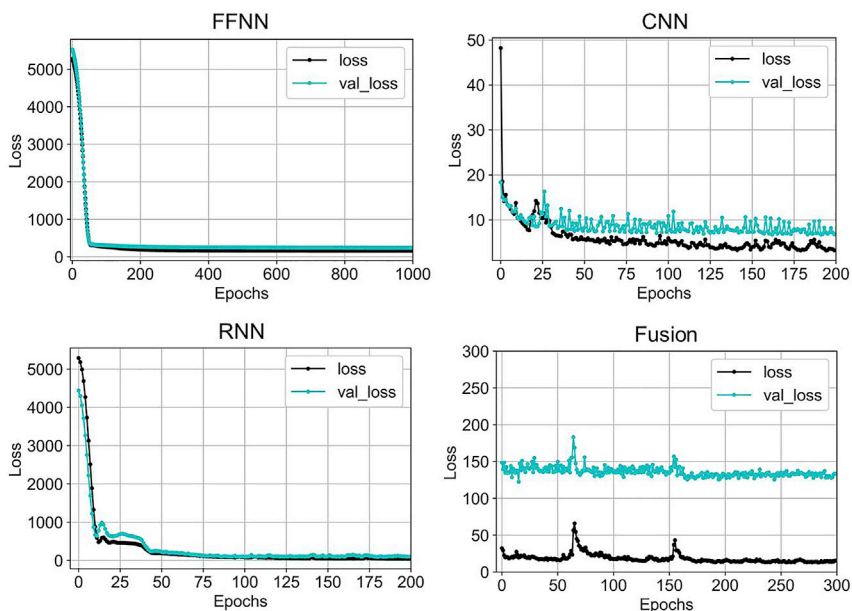 FFNN
Loss
5000
4000
3000
2000
1000
0
loss
val_loss
0 200 400 600 800 1000
Epochs
CNN
Loss
50
40
30
20
10
loss
val_loss
0 25 50 75 100 125 150 175 200
Epochs
RNN
Loss
5000
4000
3000
2000
1000
0
loss
val_loss
0 25 50 75 100 125 150 175 200
Epochs
Fusion
Loss
300
250
200
150
100
50
0
loss
val_loss
0 50 100 150 200 250 300
Epochs